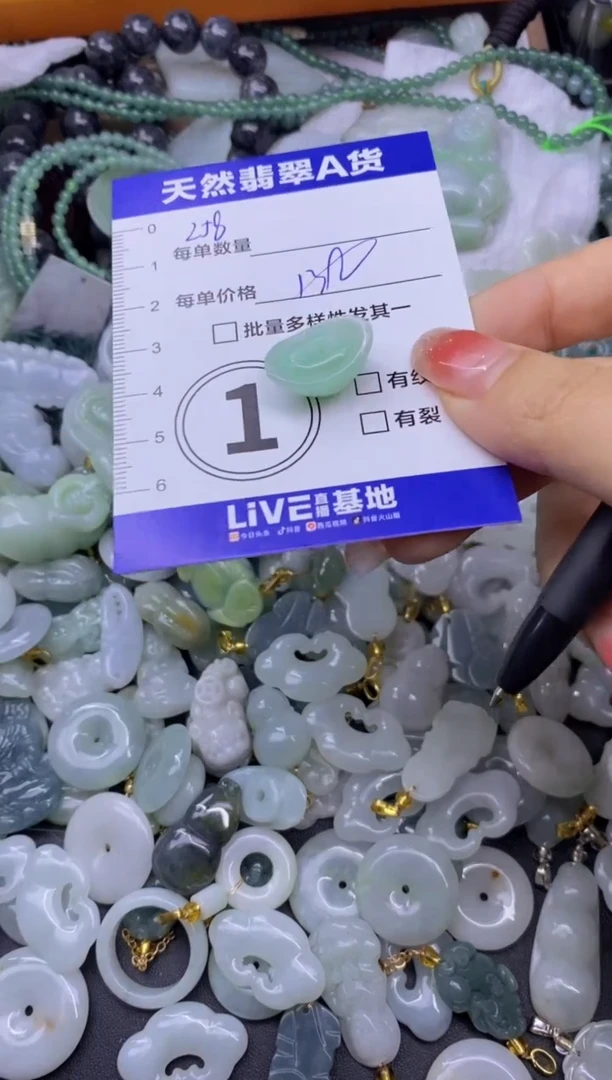 天然翡翠A货
0
258
每单数量
1
2
每单价格
批量多样性发其一
3
4
1
有纹
5
有裂
6
LiVE直播基地
今日头条 抖音 西瓜视频 抖音火山版